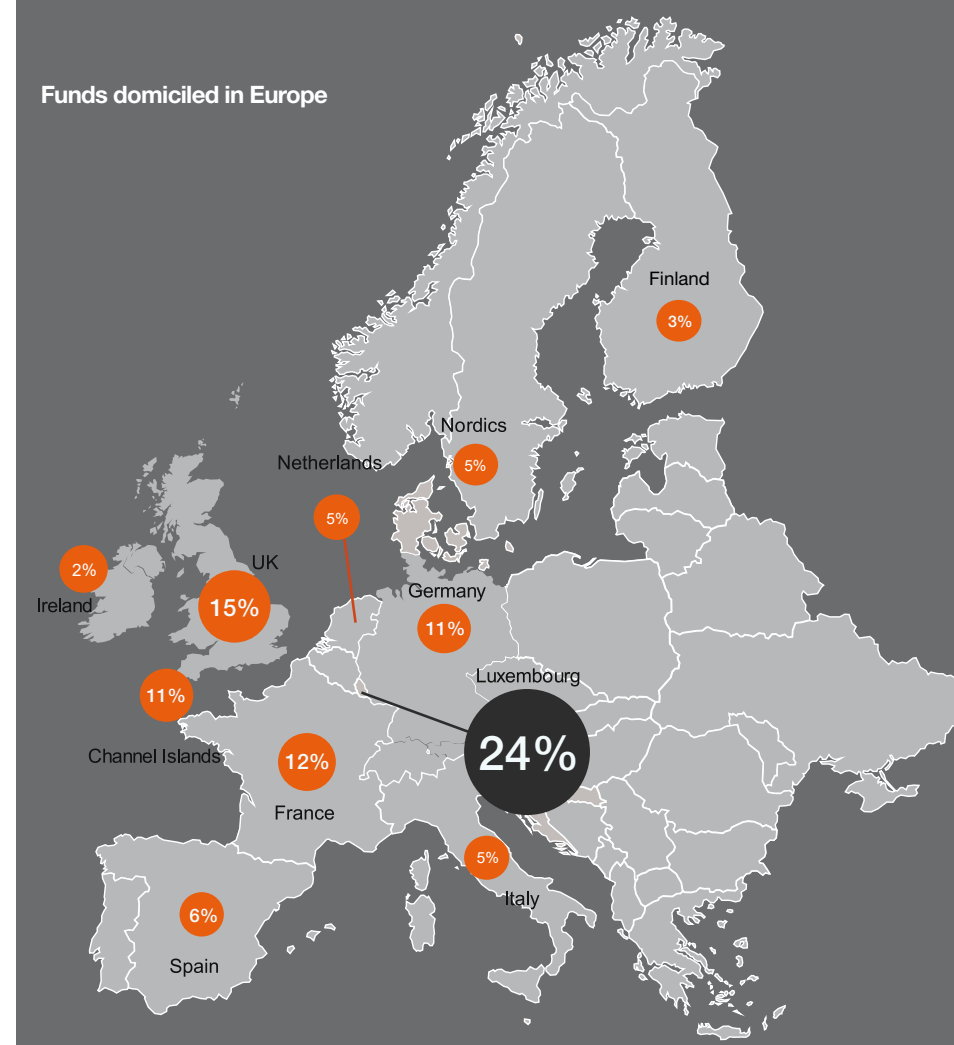 Funds domiciled in Europe
Finland
3%
Nordics
5%
Netherlands
5%
2%
Ireland
UK
15%
Germany
11%
Luxembourg
24%
11%
Channel Islands
12%
France
5%
Italy
6%
Spain